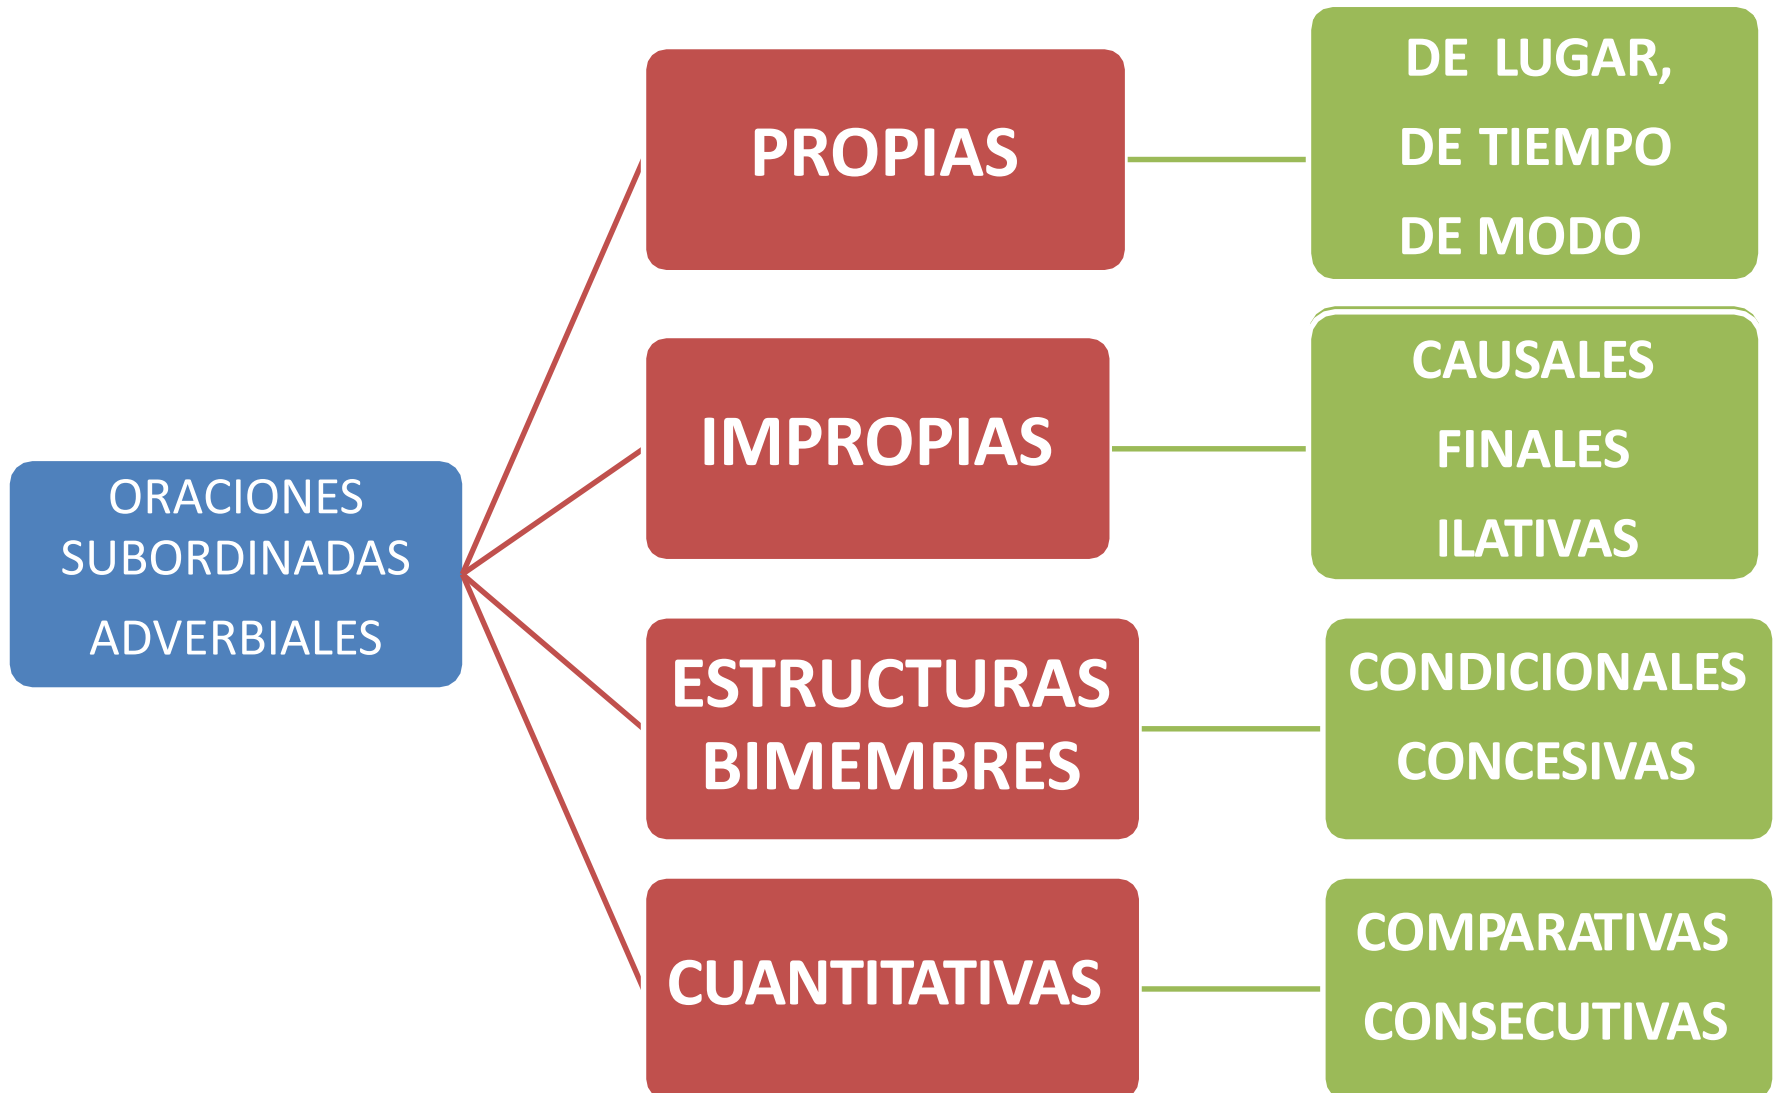 ORACIONES
SUBORDINADAS
ADVERBIALES
PROPIAS
DE LUGAR,
DE TIEMPO
DE MODO
IMPROPIAS
CAUSALES
FINALES
ILATIVAS
ESTRUCTURAS
BIMEMBRES
CONDICIONALES
CONCESIVAS
CUANTITATIVAS
COMPARATIVAS
CONSECUTIVAS